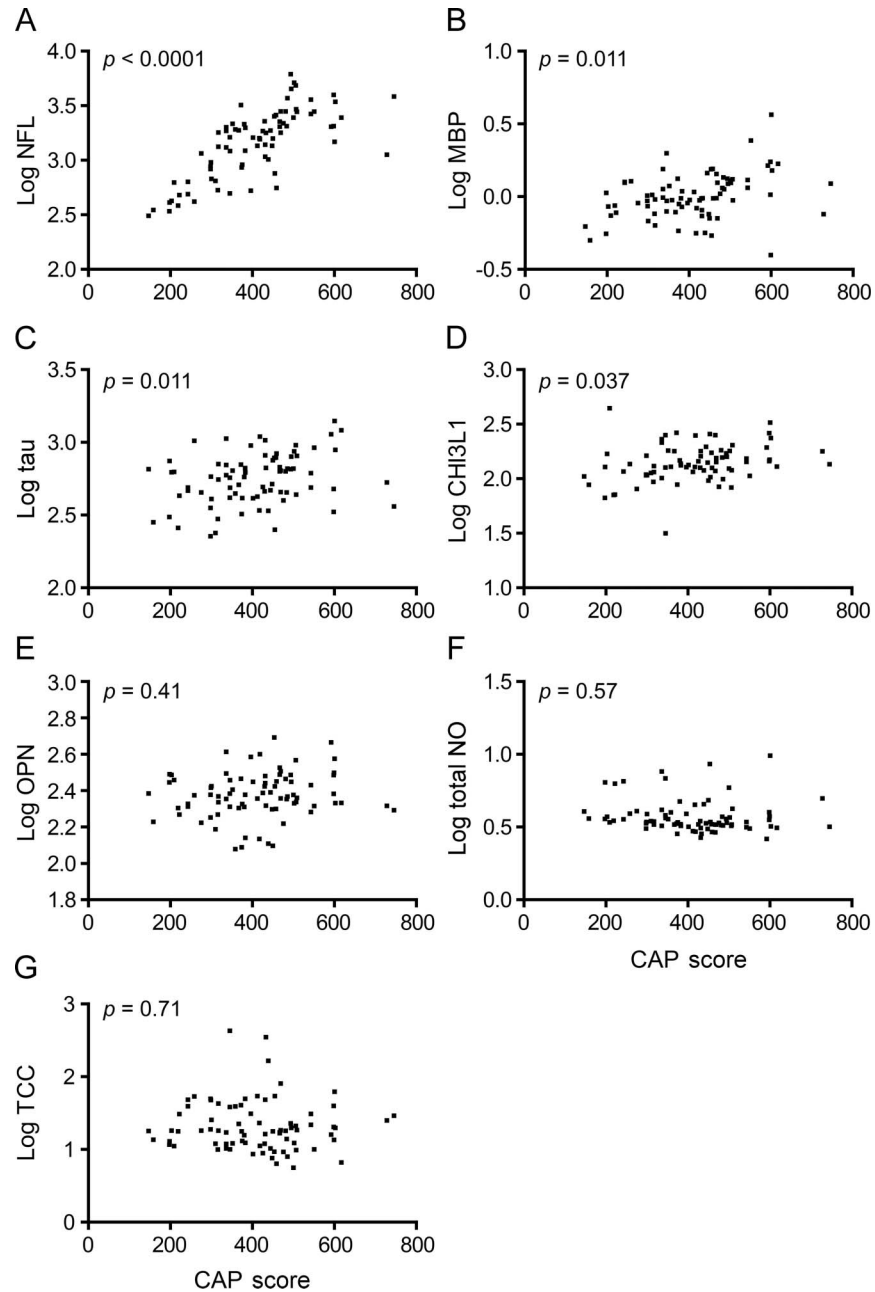 A
p < 0.0001
Log NFL
4.0
3.5
3.0
2.5
2.0
0
200
400
600
800
B
p = 0.011
Log MBP
1.0
0.5
0.0
-0.5
0
200
400
600
800
C
p = 0.011
Log tau
3.5
3.0
2.5
2.0
0
200
400
600
800
D
p = 0.037
Log CHI3L1
3.0
2.5
2.0
1.5
1.0
0
200
400
600
800
E
p = 0.41
Log OPN
3.0
2.8
2.6
2.4
2.2
2.0
1.8
0
200
400
600
800
F
p = 0.57
Log total NO
1.5
1.0
0.5
0.0
0
200
400
600
800
CAP score
G
p = 0.71
Log TCC
3
2
1
0
0
200
400
600
800
CAP score